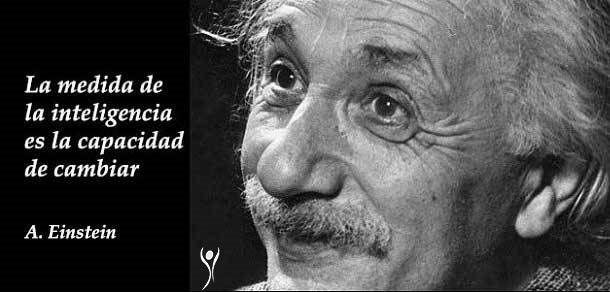 La medida de
la inteligencia
es la capacidad
de cambiar
A. Einstein